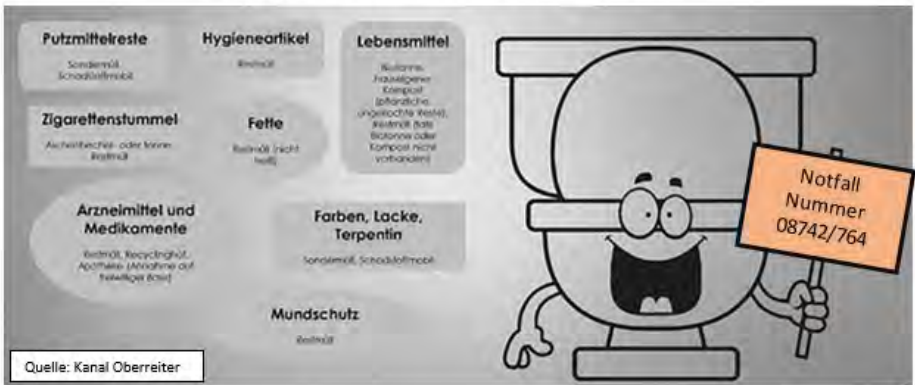 Putzmittelreste
Sondermüll,
Schadstoffmobil
Hygieneartikel
Restmüll
Lebensmittel
Biotonne,
hauseigener
Kompost
(pflanzliche,
ungekochte Reste),
Restmüll (falls
Biotonne oder
Kompost nicht
vorhanden)
Zigarettenstummel
Aschenbecher- oder tonne
Restmüll
Fette
Restmüll (nicht
heiß)
Arzneimittel und
Medikamente
Restmüll, Recyclinghof,
Apotheke (Annahme auf
freiwilliger Basis)
Farben, Lacke,
Terpentin
Sondermüll, Schadstoffmobil
Mundschutz
Restmüll
Notfall
Nummer
08742/764
Quelle: Kanal Oberreiter